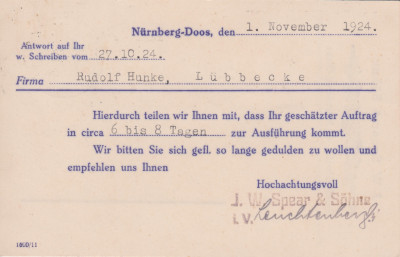 Nürnberg-Doos, den 1. November 1924.
Antwort auf Ihr
w. Schreiben vom 27.10.24.
Firma Rudolf Hunke, Lübbecke
Hierdurch teilen wir Ihnen mit, dass Ihr geschätzter Auftrag
in circa 6 bis 8 Tagen zur Ausführung kommt.
Wir bitten Sie sich gefl. so lange gedulden zu wollen und
empfehlen uns Ihnen
Hochachtungsvoll
J. W. Spear & Söhne
i. V. Leuchtenberg
1860/11